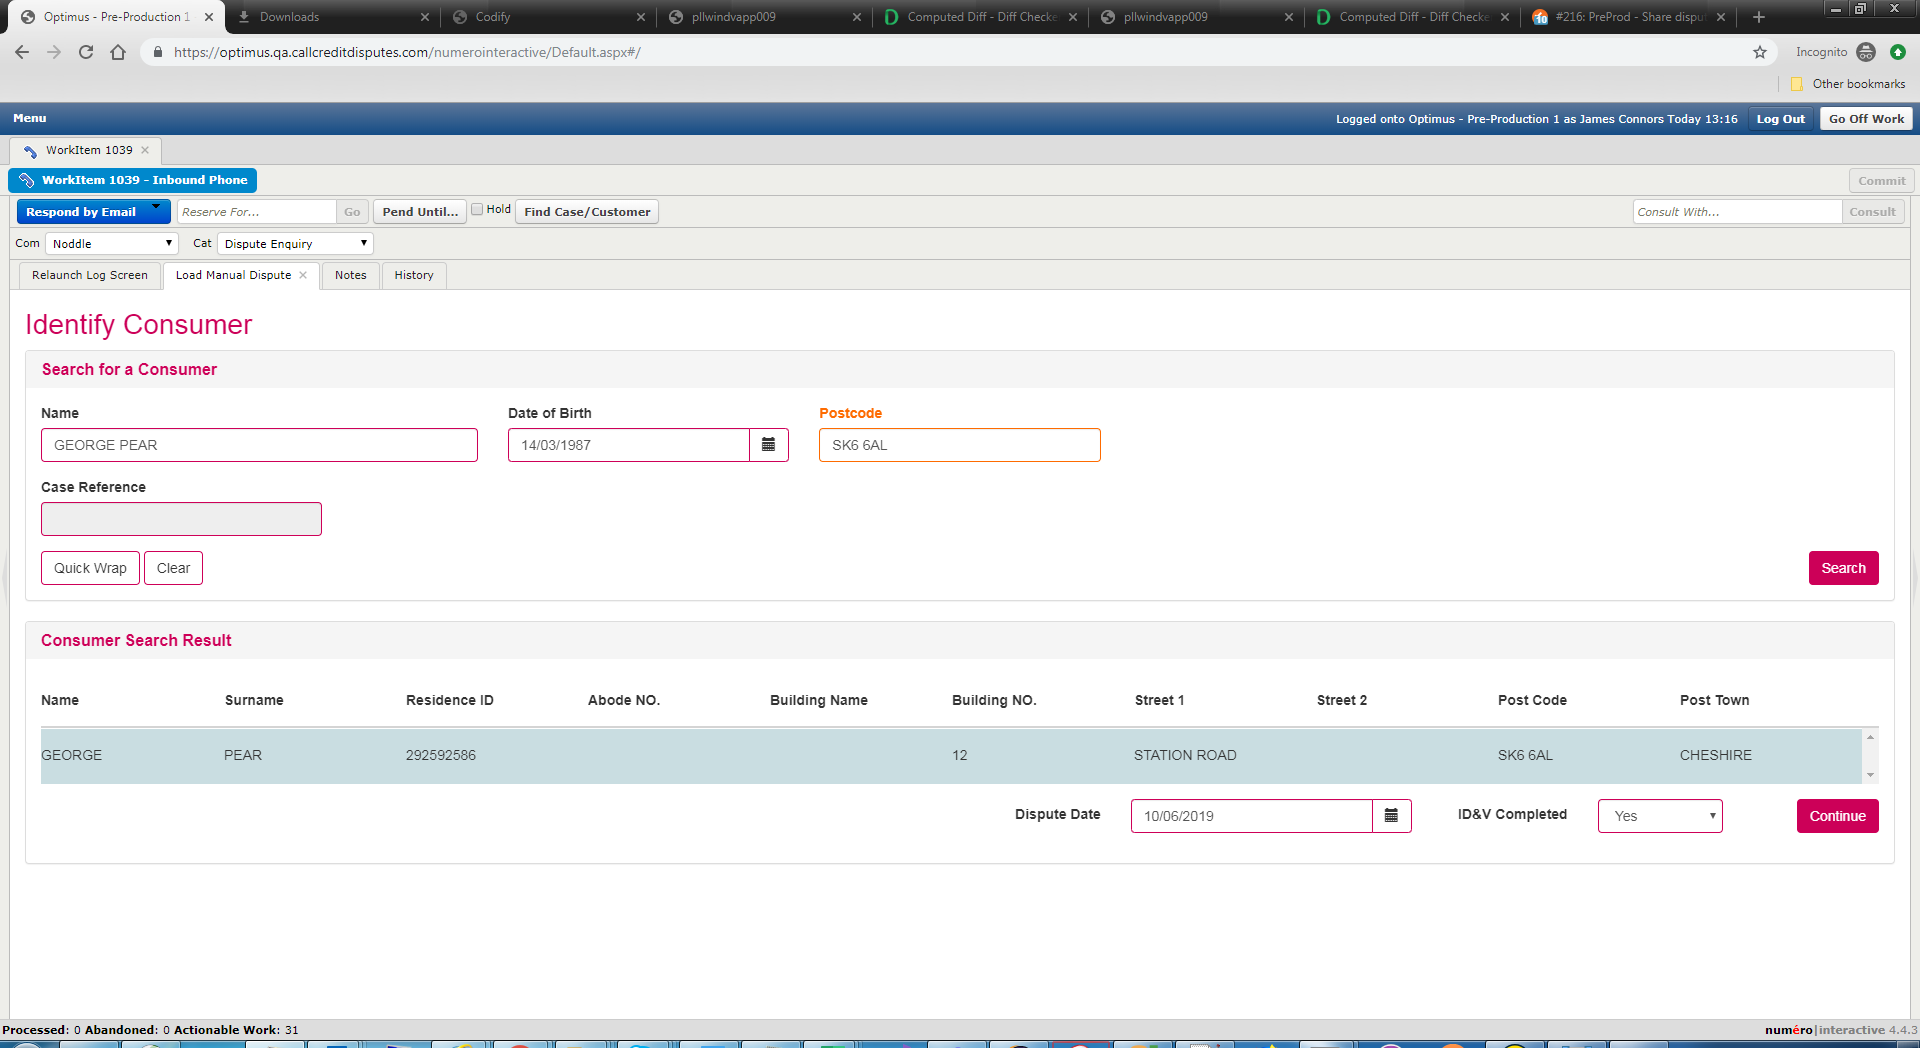 Optimus - Pre-Production 1
Downloads
Codify
pllwindvapp009
Computed Diff - Diff Checke
pllwindvapp009
Computed Diff - Diff Checke
#216: PreProd - Share disput
https://optimus.qa.callcreditdisputes.com/numerointeractive/Default.aspx#/
Incognito
Other bookmarks
Menu
Logged onto Optimus - Pre-Production 1 as James Connors Today 13:16
Log Out
Go Off Work
WorkItem 1039
WorkItem 1039 - Inbound Phone
Commit
Respond by Email
Reserve For...
Go
Pend Until...
Hold
Find Case/Customer
Consult With...
Consult
Com
Noddle
Cat
Dispute Enquiry
Relaunch Log Screen
Load Manual Dispute
Notes
History
Identify Consumer
Search for a Consumer
Name
Date of Birth
Postcode
GEORGE PEAR
14/03/1987
SK6 6AL
Case Reference
Quick Wrap
Clear
Search
Consumer Search Result
Name Surname Residence ID Abode NO. Building Name Building NO. Street 1 Street 2 Post Code Post Town
GEORGE PEAR 292592586 12 STATION ROAD SK6 6AL CHESHIRE
Dispute Date
10/06/2019
ID&V Completed
Yes
Continue
Processed: 0 Abandoned: 0 Actionable Work: 31
numéro|interactive 4.4.3